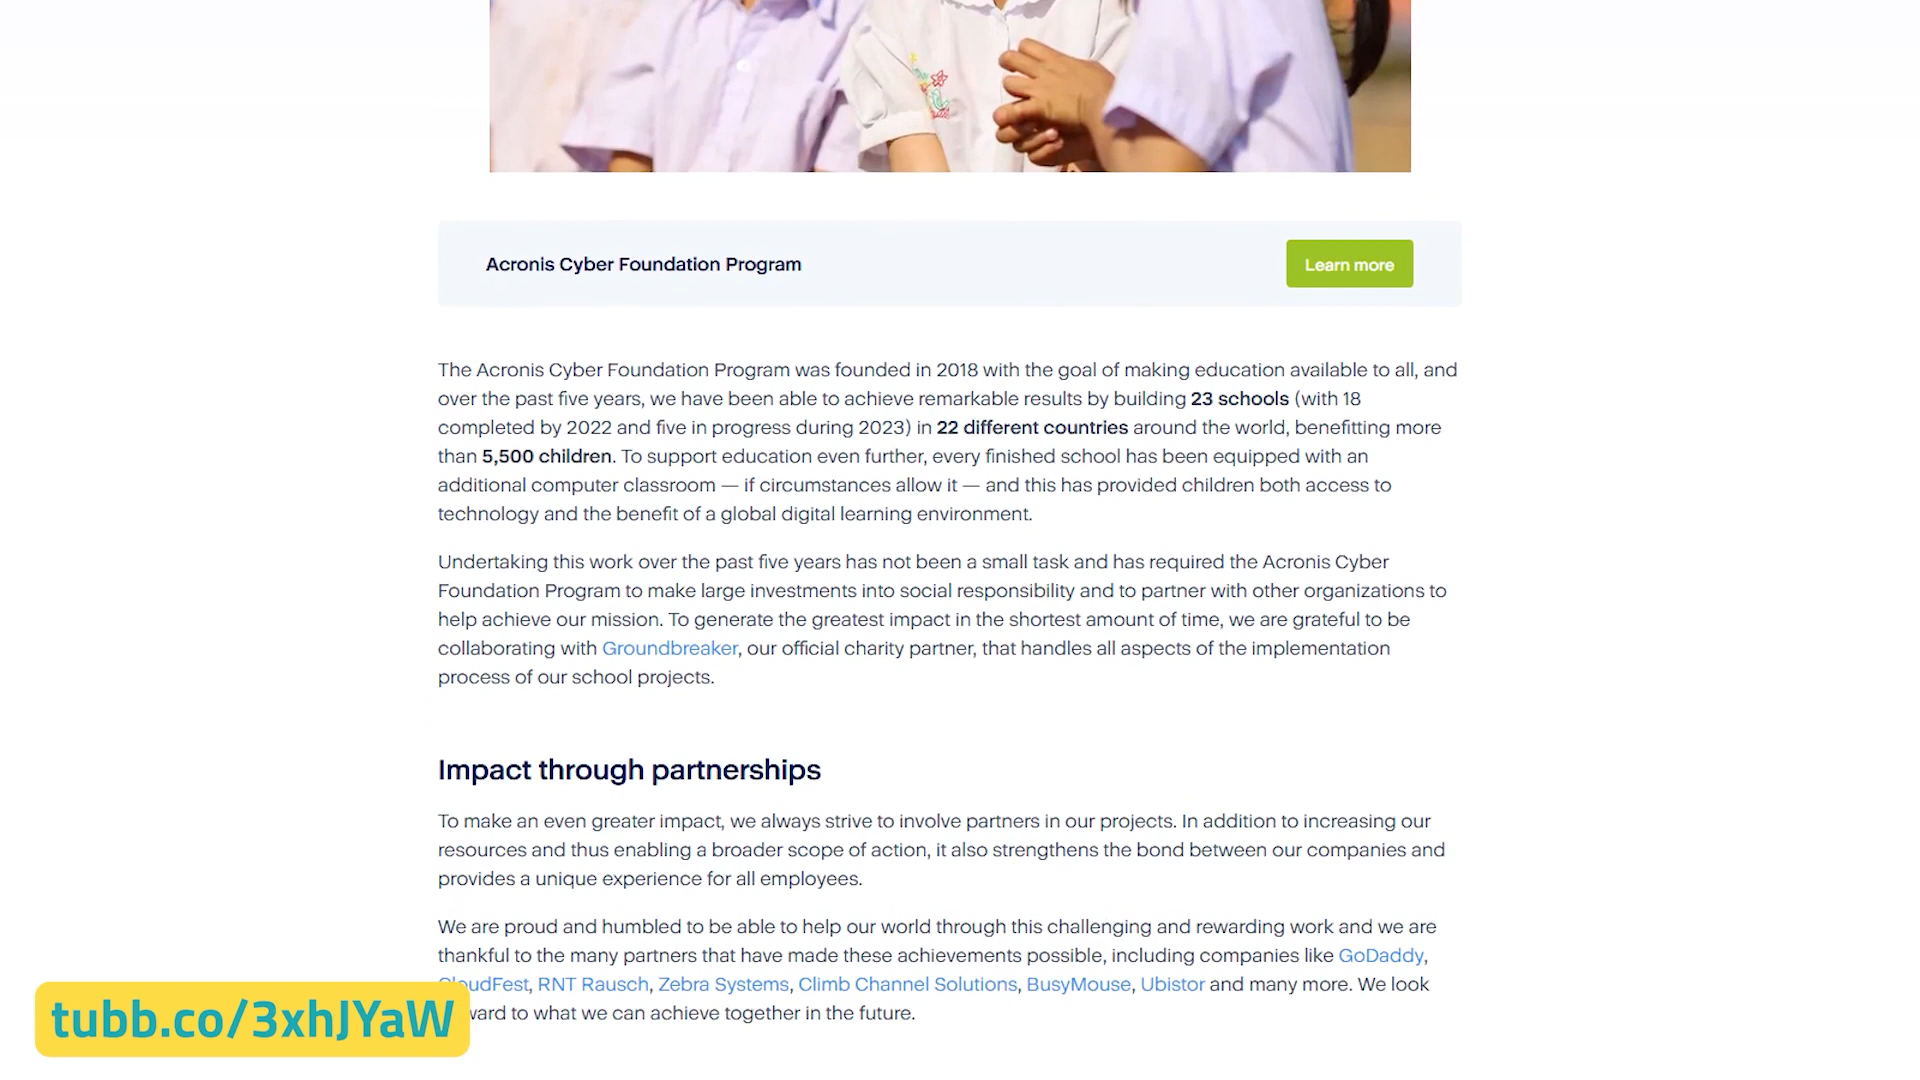 Acronis Cyber Foundation Program
Learn more
The Acronis Cyber Foundation Program was founded in 2018 with the goal of making education available to all, and
over the past five years, we have been able to achieve remarkable results by building 23 schools (with 18
completed by 2022 and five in progress during 2023) in 22 different countries around the world, benefitting more
than 5,500 children. To support education even further, every finished school has been equipped with an
additional computer classroom — if circumstances allow it — and this has provided children both access to
technology and the benefit of a global digital learning environment.
Undertaking this work over the past five years has not been a small task and has required the Acronis Cyber
Foundation Program to make large investments into social responsibility and to partner with other organizations to
help achieve our mission. To generate the greatest impact in the shortest amount of time, we are grateful to be
collaborating with Groundbreaker, our official charity partner, that handles all aspects of the implementation
process of our school projects.
Impact through partnerships
To make an even greater impact, we always strive to involve partners in our projects. In addition to increasing our
resources and thus enabling a broader scope of action, it also strengthens the bond between our companies and
provides a unique experience for all employees.
We are proud and humbled to be able to help our world through this challenging and rewarding work and we are
thankful to the many partners that have made these achievements possible, including companies like GoDaddy,
CloudFest, RNT Rausch, Zebra Systems, Climb Channel Solutions, BusyMouse, Ubistor and many more. We look
ward to what we can achieve together in the future.
tubb.co/3xhJYaW